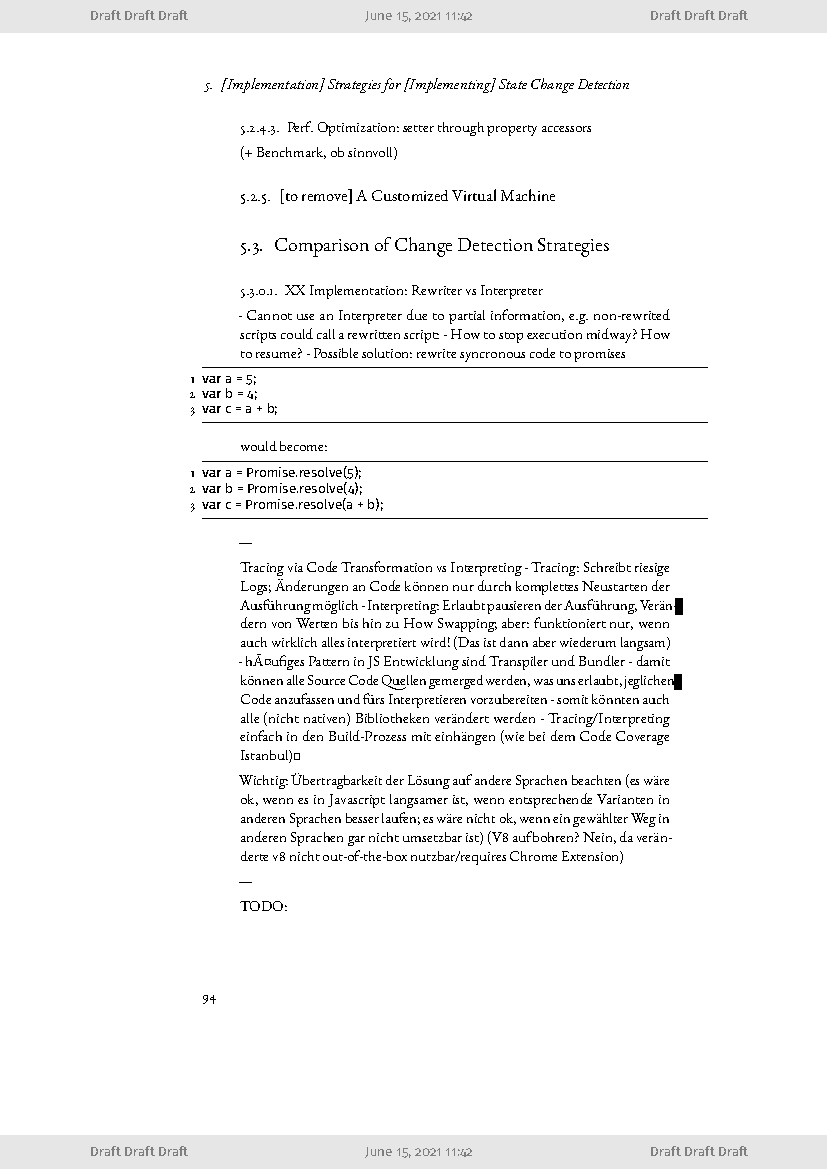 Draft Draft Draft June 15, 2021 11:42 Draft Draft Draft
5. [Implementation] Strategies for [Implementing] State Change Detection
5.2.4.3. Perf. Optimization: setter through property accessors
(+ Benchmark, ob sinnvoll)
5.2.5. [to remove] A Customized Virtual Machine
5.3. Comparison of Change Detection Strategies
5.3.0.1. XX Implementation: Rewriter vs Interpreter
- Cannot use an Interpreter due to partial information, e.g. non-rewrited
scripts could call a rewritten script: - How to stop execution midway? How
to resume? - Possible solution: rewrite syncronous code to promises
1 var a = 5;
2 var b = 4;
3 var c = a + b;
would become:
1 var a = Promise.resolve(5);
2 var b = Promise.resolve(4);
3 var c = Promise.resolve(a + b);
—
Tracing via Code Transformation vs Interpreting - Tracing: Schreibt riesige
Logs; Änderungen an Code können nur durch komplettes Neustarten der
Ausführung möglich - Interpreting: Erlaubt pausieren der Ausführung, Verän-
dern von Werten bis hin zu How Swapping; aber: funktioniert nur, wenn
auch wirklich alles interpretiert wird! (Das ist dann aber wiederum langsam)
- hÃ¤ufiges Pattern in JS Entwicklung sind Transpiler und Bundler - damit
können alle Source Code Quellen gemerged werden, was uns erlaubt, jeglichen
Code anzufassen und fürs Interpretieren vorzubereiten - somit könnten auch
alle (nicht nativen) Bibliotheken verändert werden - Tracing/Interpreting
einfach in den Build-Prozess mit einhängen (wie bei dem Code Coverage
Istanbul)□
Wichtig: Übertragbarkeit der Lösung auf andere Sprachen beachten (es wäre
ok, wenn es in Javascript langsamer ist, wenn entsprechende Varianten in
anderen Sprachen besser laufen; es wäre nicht ok, wenn ein gewählter Weg in
anderen Sprachen gar nicht umsetzbar ist) (V8 aufbohren? Nein, da verän-
derte v8 nicht out-of-the-box nutzbar/requires Chrome Extension)
—
TODO:
94
Draft Draft Draft June 15, 2021 11:42 Draft Draft Draft